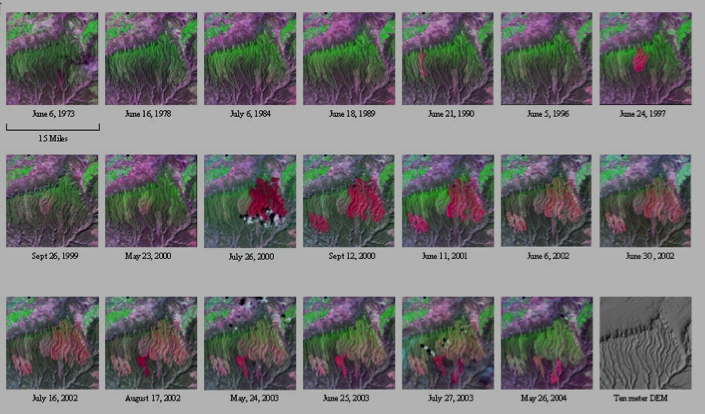 June 6, 1973
June 16, 1978
July 6, 1984
June 18, 1989
June 21, 1990
June 5, 1996
June 24, 1997
15 Miles
Sept 26, 1999
May 23, 2000
July 26, 2000
Sept 12, 2000
June 11, 2001
June 6, 2002
June 30 , 2002
July 16, 2002
August 17, 2002
May, 24, 2003
June 25, 2003
July 27, 2003
May 26, 2004
Ten meter DEM